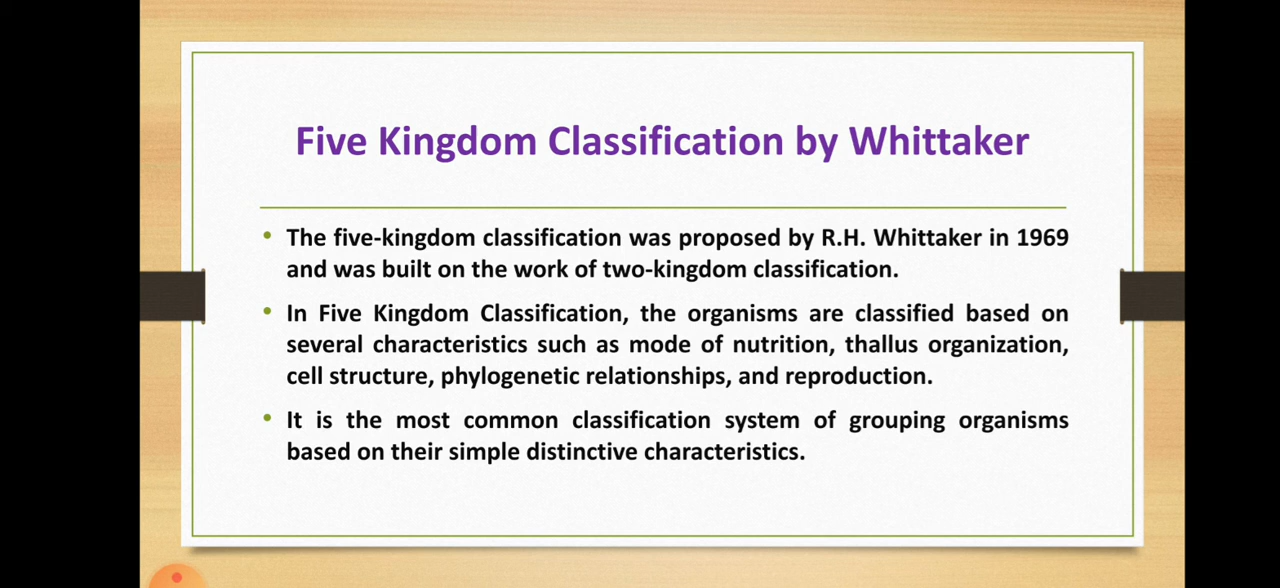 Five Kingdom Classification by Whittaker
• The five-kingdom classification was proposed by R.H. Whittaker in 1969
and was built on the work of two-kingdom classification.
• In Five Kingdom Classification, the organisms are classified based on
several characteristics such as mode of nutrition, thallus organization,
cell structure, phylogenetic relationships, and reproduction.
• It is the most common classification system of grouping organisms
based on their simple distinctive characteristics.